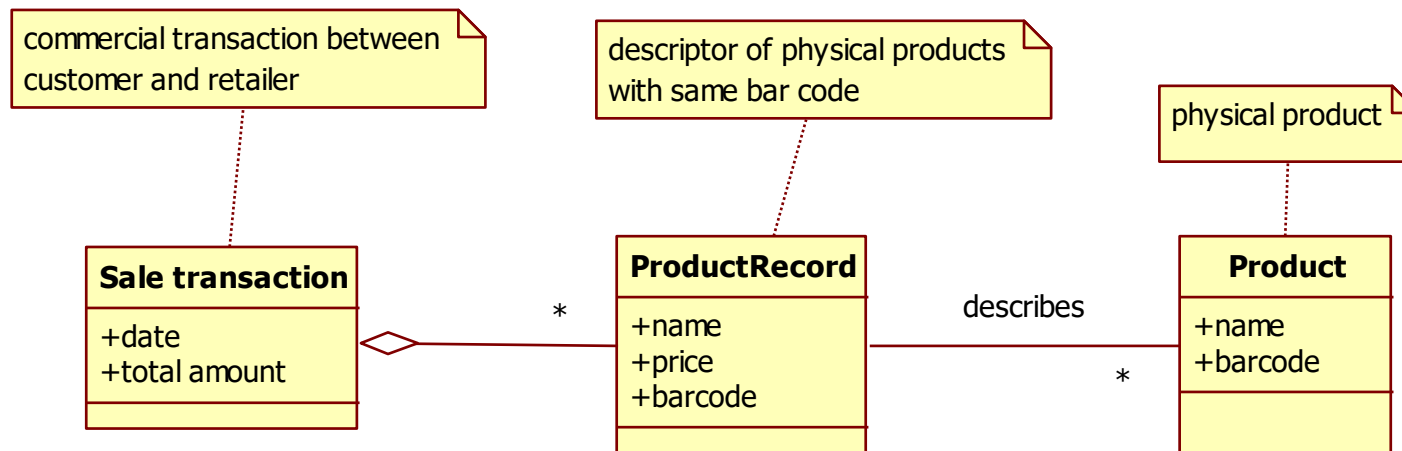 commercial transaction between
customer and retailer
descriptor of physical products
with same bar code
physical product
Sale transaction
+date
+total amount
*
ProductRecord
+name
+price
+barcode
describes
*
Product
+name
+barcode